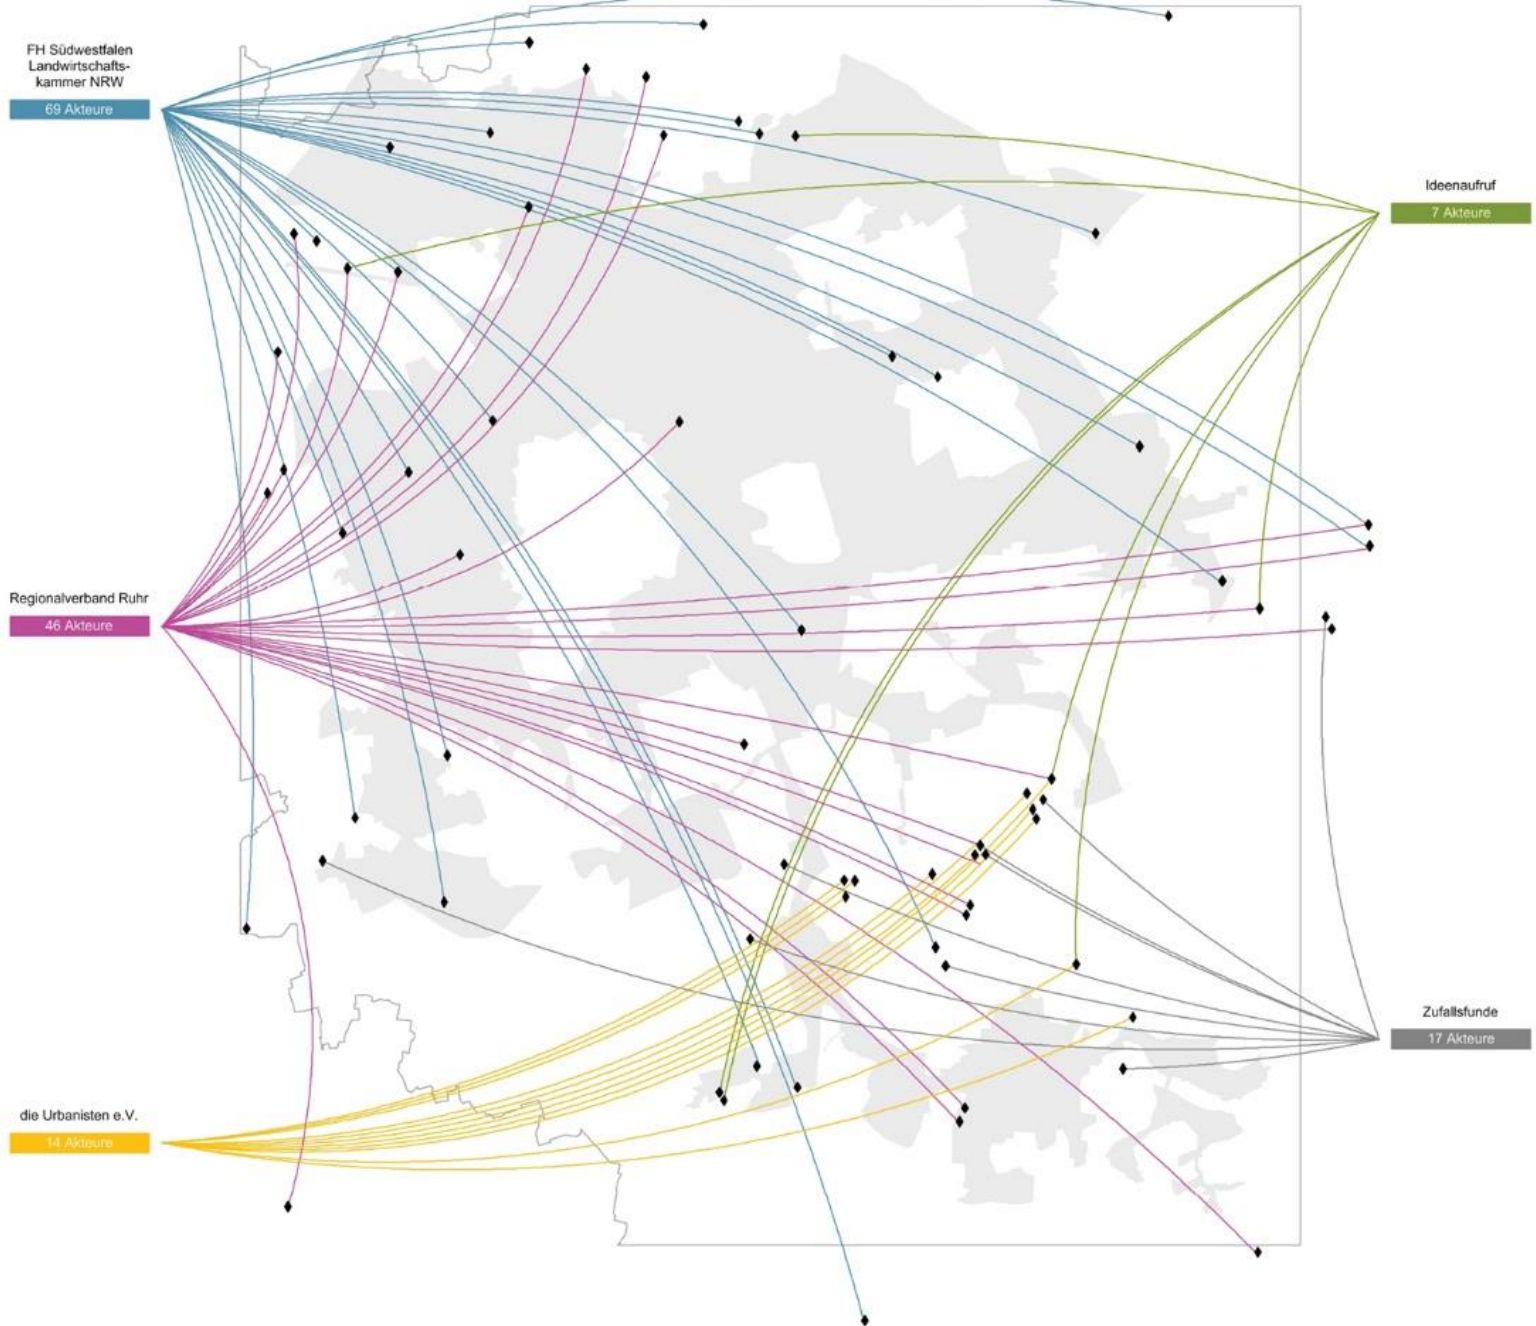 FH Südwestfalen
Landwirtschafts-
kammer NRW
69 Akteure
Ideenaufruf
7 Akteure
Regionalverband Ruhr
46 Akteure
Zufallsfunde
17 Akteure
die Urbanisten e.V.
14 Akteure